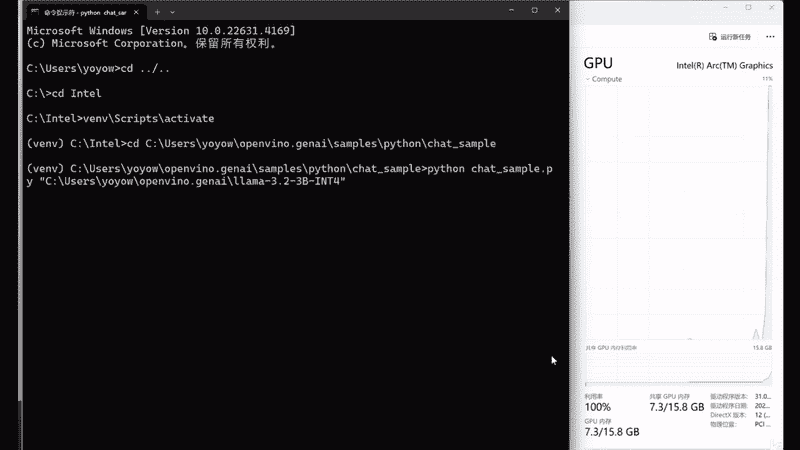 命令提示符 - python chat_sar
Microsoft Windows [Version 10.0.22631.4169]
(c) Microsoft Corporation。保留所有权利。
C:\Users\yoyow>cd ../..
C:\>cd Intel
C:\Intel>venv\Scripts\activate
(venv) C:\Intel>cd C:\Users\yoyow\openvino.genai\samples\python\chat_sample
(venv) C:\Users\yoyow\openvino.genai\samples\python\chat_sample>python chat_sample.p
y "C:\Users\yoyow\openvino.genai\llama-3.2-3B-INT4"
运行新任务
GPU
Intel(R) Arc(TM) Graphics
Compute
11%
共享 GPU 内存利用率
15.8 GB
利用率
100%
共享 GPU 内存
7.3/15.8 GB
GPU 内存
7.3/15.8 GB
驱动程序版本: 31.0...
驱动程序日期: 202...
DirectX 版本: 12 (...
物理位置: PCI ...